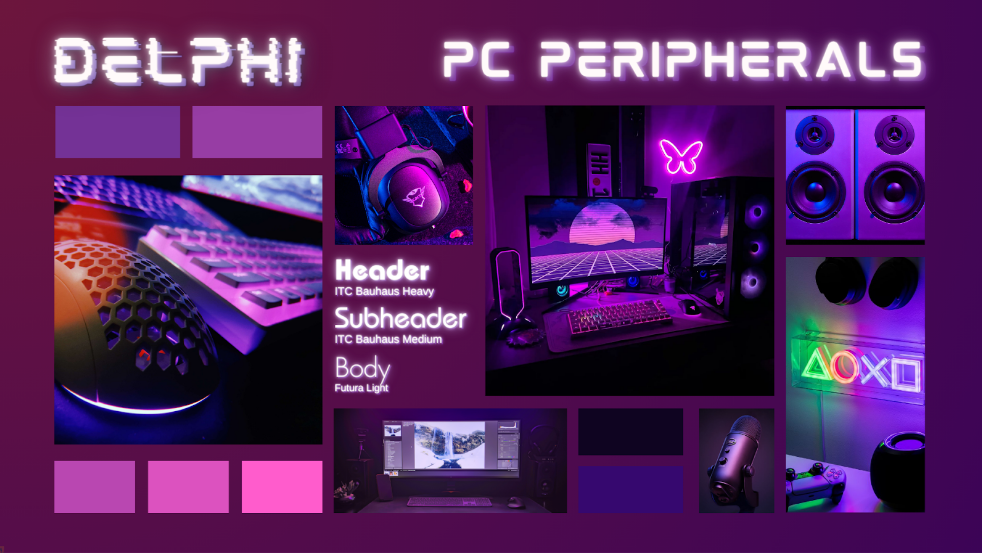 DELPHI
PC PERIPHERALS
Header
ITC Bauhaus Heavy
Subheader
ITC Bauhaus Medium
Body
Futura Light